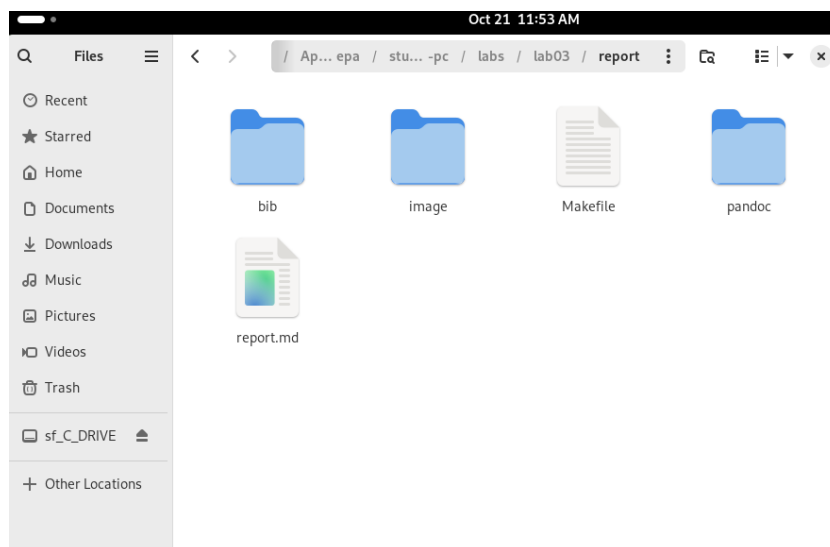 Oct 21 11:53 AM
Files
/ Ap... epa / stu... -pc / labs / lab03 / report
Recent
Starred
Home
Documents
Downloads
Music
Pictures
Videos
Trash
sf_C_DRIVE
Other Locations
bib
image
Makefile
pandoc
report.md